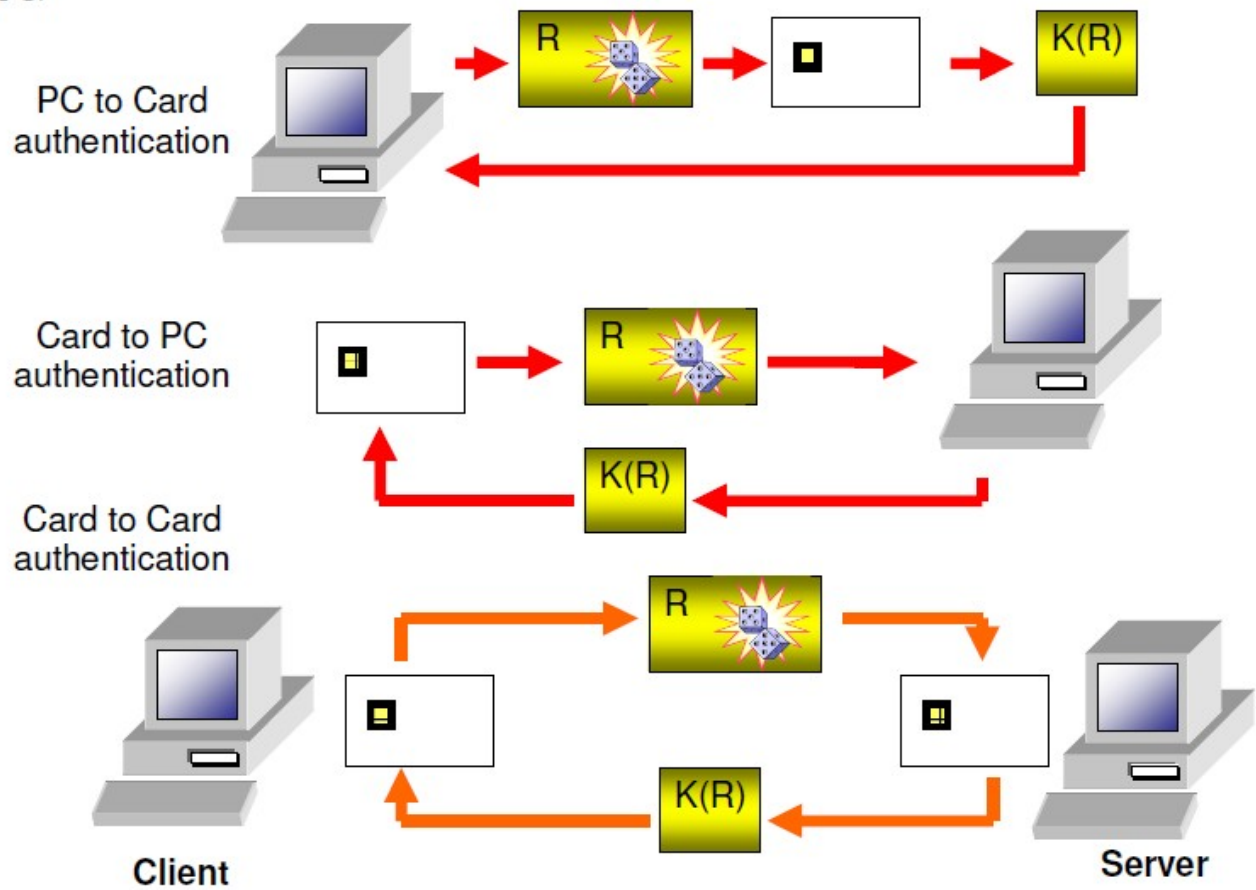 R
K(R)
PC to Card
authentication
Card to PC
authentication
R
K(R)
Card to Card
authentication
R
K(R)
Client
Server